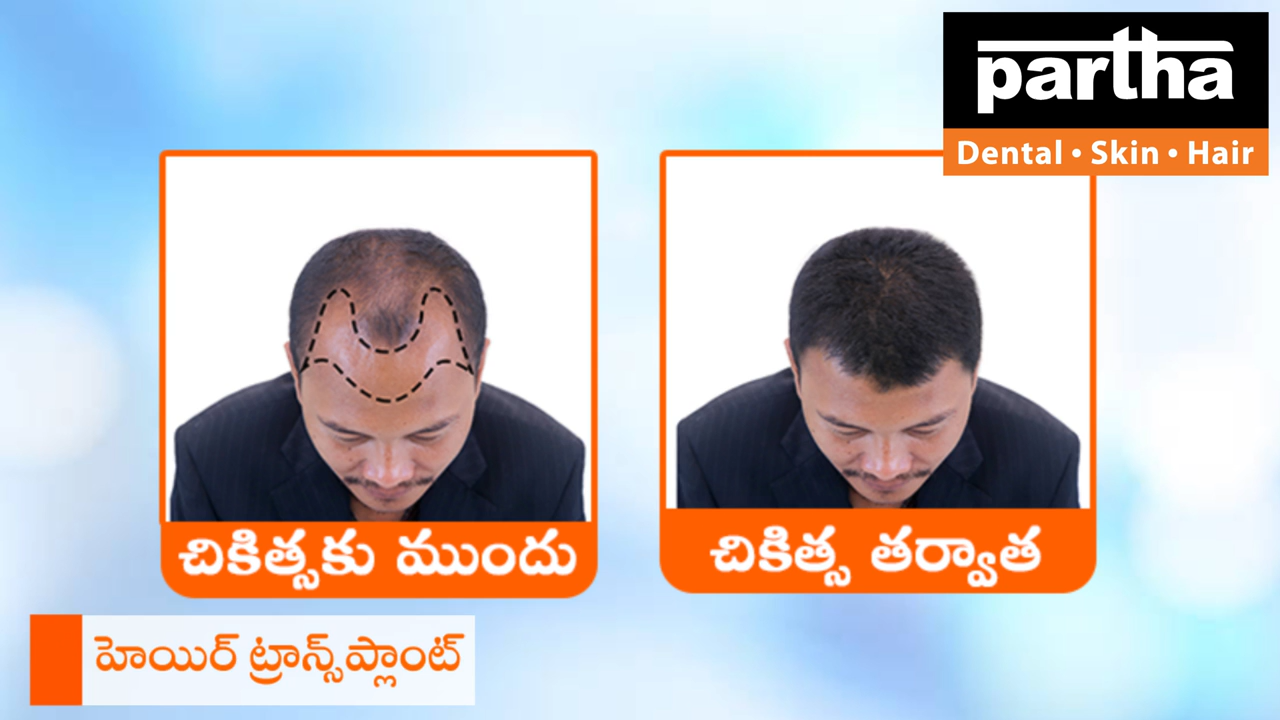 partha
Dental • Skin • Hair
చికిత్సకు ముందు
చికిత్స తర్వాత
హెయిర్ ట్రాన్స్‌ప్లాంట్